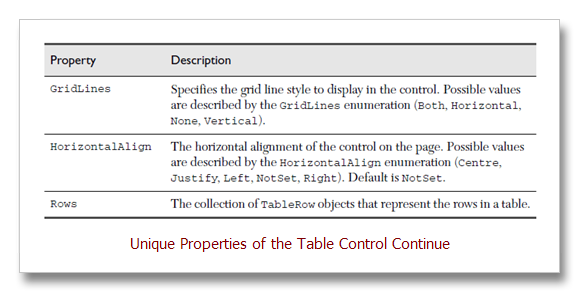 Property Description
GridLines Specifies the grid line style to display in the control. Possible values
are described by the GridLines enumeration (Both, Horizontal,
None, Vertical).
HorizontalAlign The horizontal alignment of the control on the page. Possible values
are described by the HorizontalAlign enumeration (Centre,
Justify, Left, NotSet, Right). Default is NotSet.
Rows The collection of TableRow objects that represent the rows in a table.
Unique Properties of the Table Control Continue